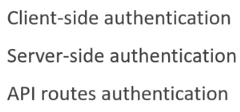 Client-side authentication
Server-side authentication
API routes authentication